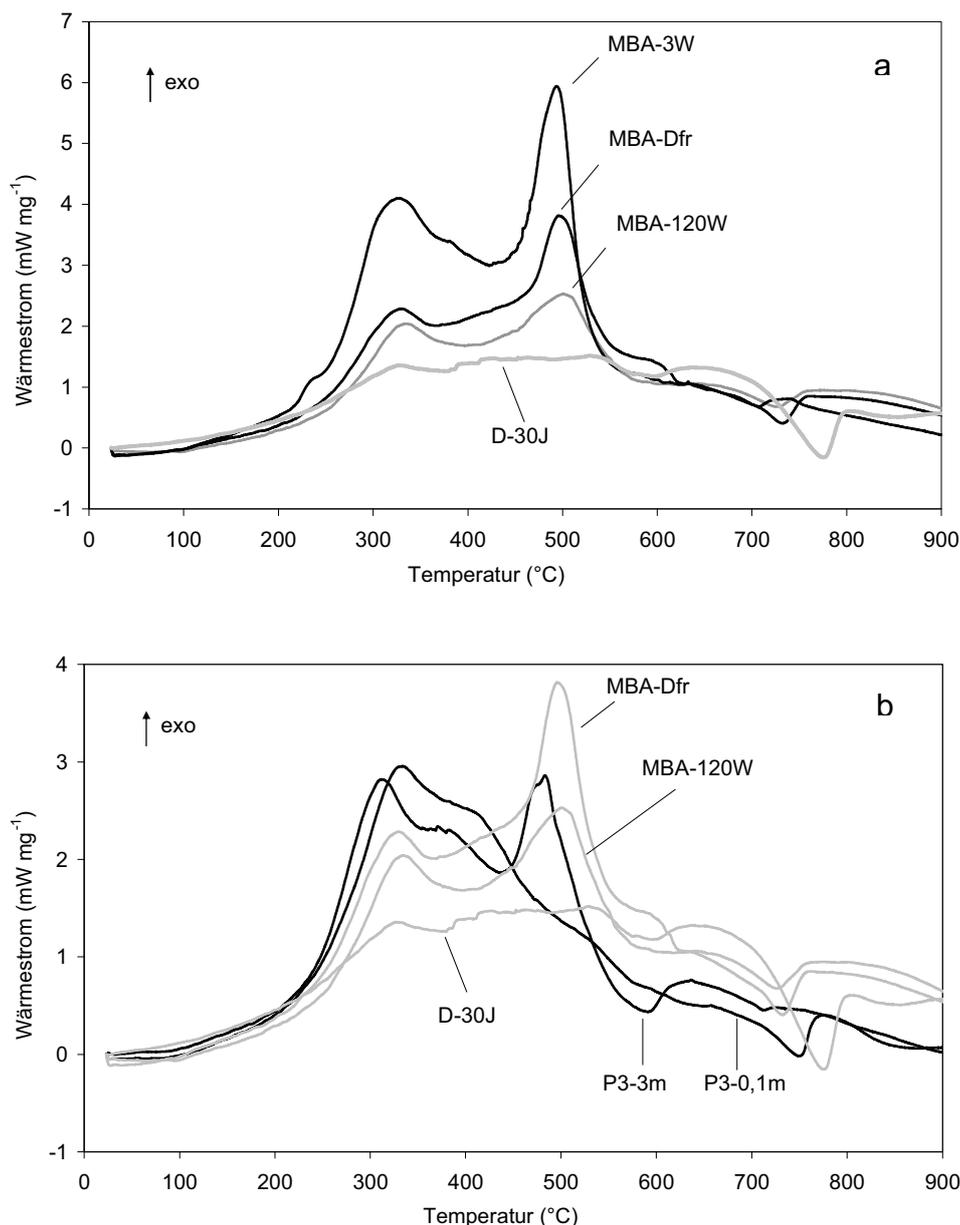 7
6
5
4
3
2
1
0
-1
Wärmestrom (mW mg-1)
exo
a
MBA-3W
MBA-Dfr
MBA-120W
D-30J
0 100 200 300 400 500 600 700 800 900
Temperatur (°C)
4
3
2
1
0
-1
Wärmestrom (mW mg-1)
exo
b
MBA-Dfr
MBA-120W
D-30J
P3-3m P3-0,1m
0 100 200 300 400 500 600 700 800 900
Temperatur (°C)